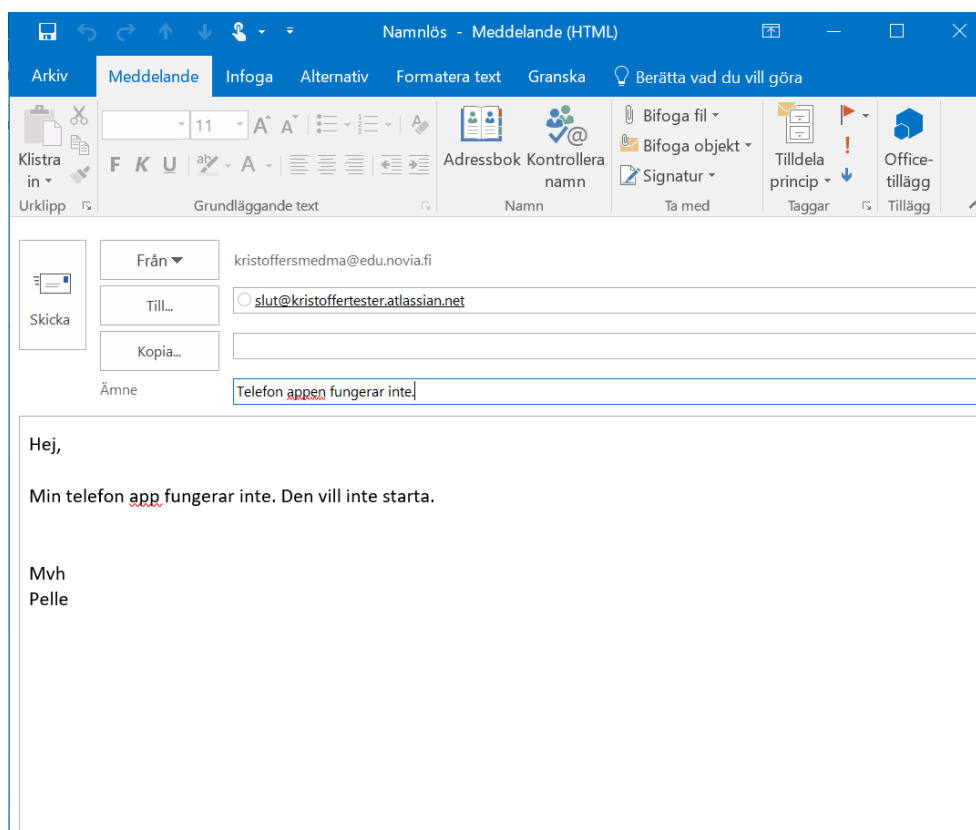 Namnlös - Meddelande (HTML)
Arkiv Meddelande Infoga Alternativ Formatera text Granska Berätta vad du vill göra
Klistra in
Urklipp
11 A A
F K U aby A
Grundläggande text
Adressbok Kontrollera namn
Namn
Bifoga fil
Bifoga objekt
Signatur
Ta med
Tilldela princip
Taggar
Office-tillägg
Tillägg
Skicka
Från kristoffersmedma@edu.novia.fi
Till... slut@kristoffertester.atlassian.net
Kopia...
Ämne Telefon appen fungerar inte.
Hej,
Min telefon app fungerar inte. Den vill inte starta.
Mvh
Pelle